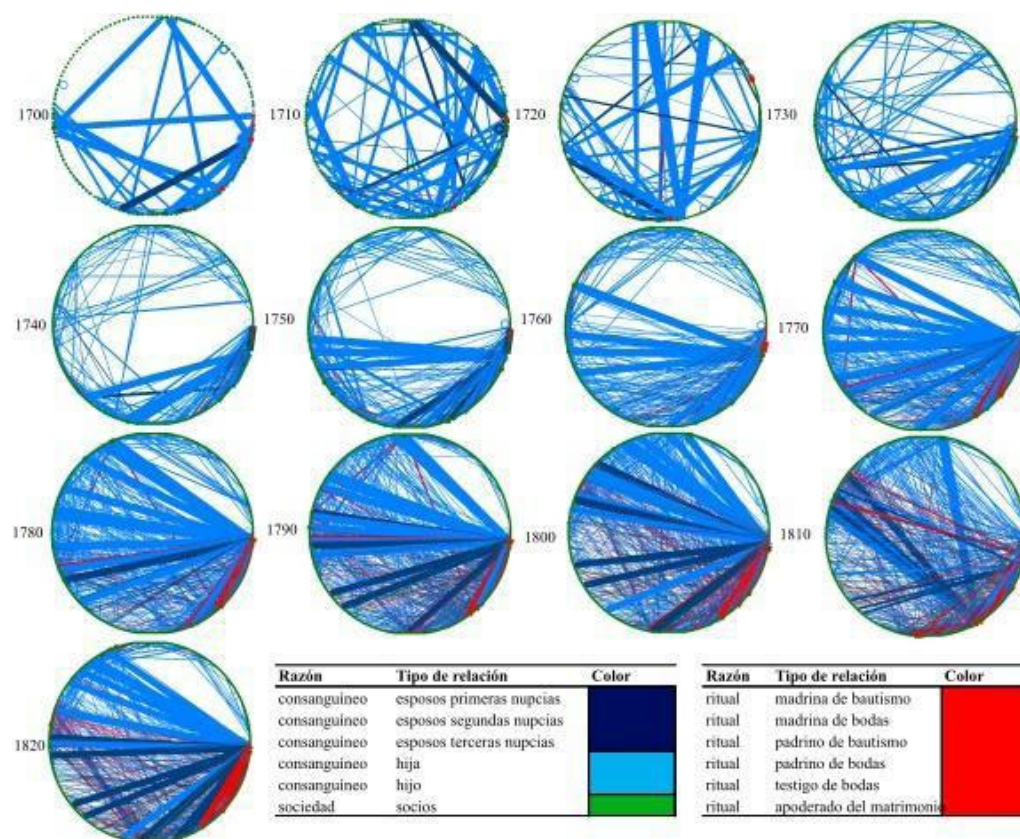 1700 1710 1720 1730
1740 1750 1760 1770
1780 1790 1800 1810
1820
Razón Tipo de relación Color
consanguíneo esposos primeras nupcias
consanguíneo esposos segundas nupcias
consanguíneo esposos terceras nupcias
consanguíneo hija
consanguíneo hijo
sociedad socios
Razón Tipo de relación Color
ritual madrina de bautismo
ritual madrina de bodas
ritual padrino de bautismo
ritual padrino de bodas
ritual testigo de bodas
ritual apoderado del matrimonio